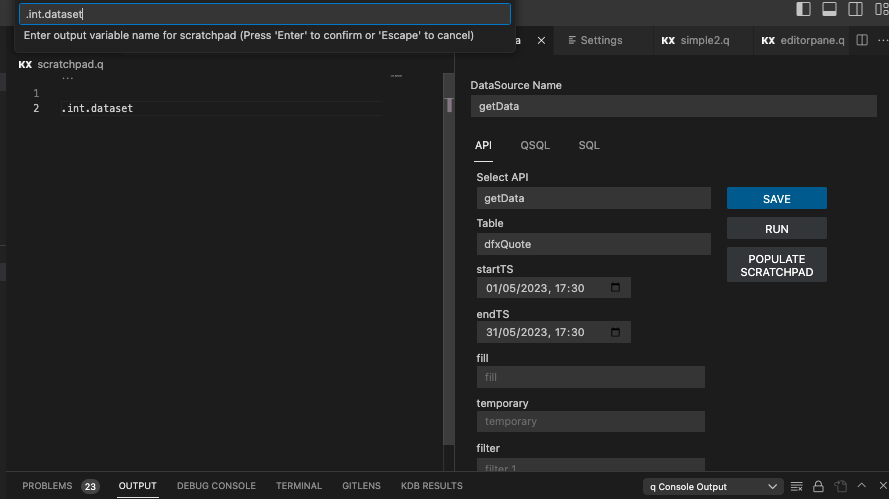 .int.dataset
Enter output variable name for scratchpad (Press 'Enter' to confirm or 'Escape' to cancel)
a Settings KX simple2.q KX editorpane.q
KX scratchpad.q
...
1
2 .int.dataset
DataSource Name
getData
API QSQL SQL
Select API
getData
SAVE
Table
RUN
dfxQuote
POPULATE
SCRATCHPAD
startTS
01/05/2023, 17:30
endTS
31/05/2023, 17:30
fill
fill
temporary
temporary
filter
filter 1
PROBLEMS 23 OUTPUT DEBUG CONSOLE TERMINAL GITLENS KDB RESULTS q Console Output